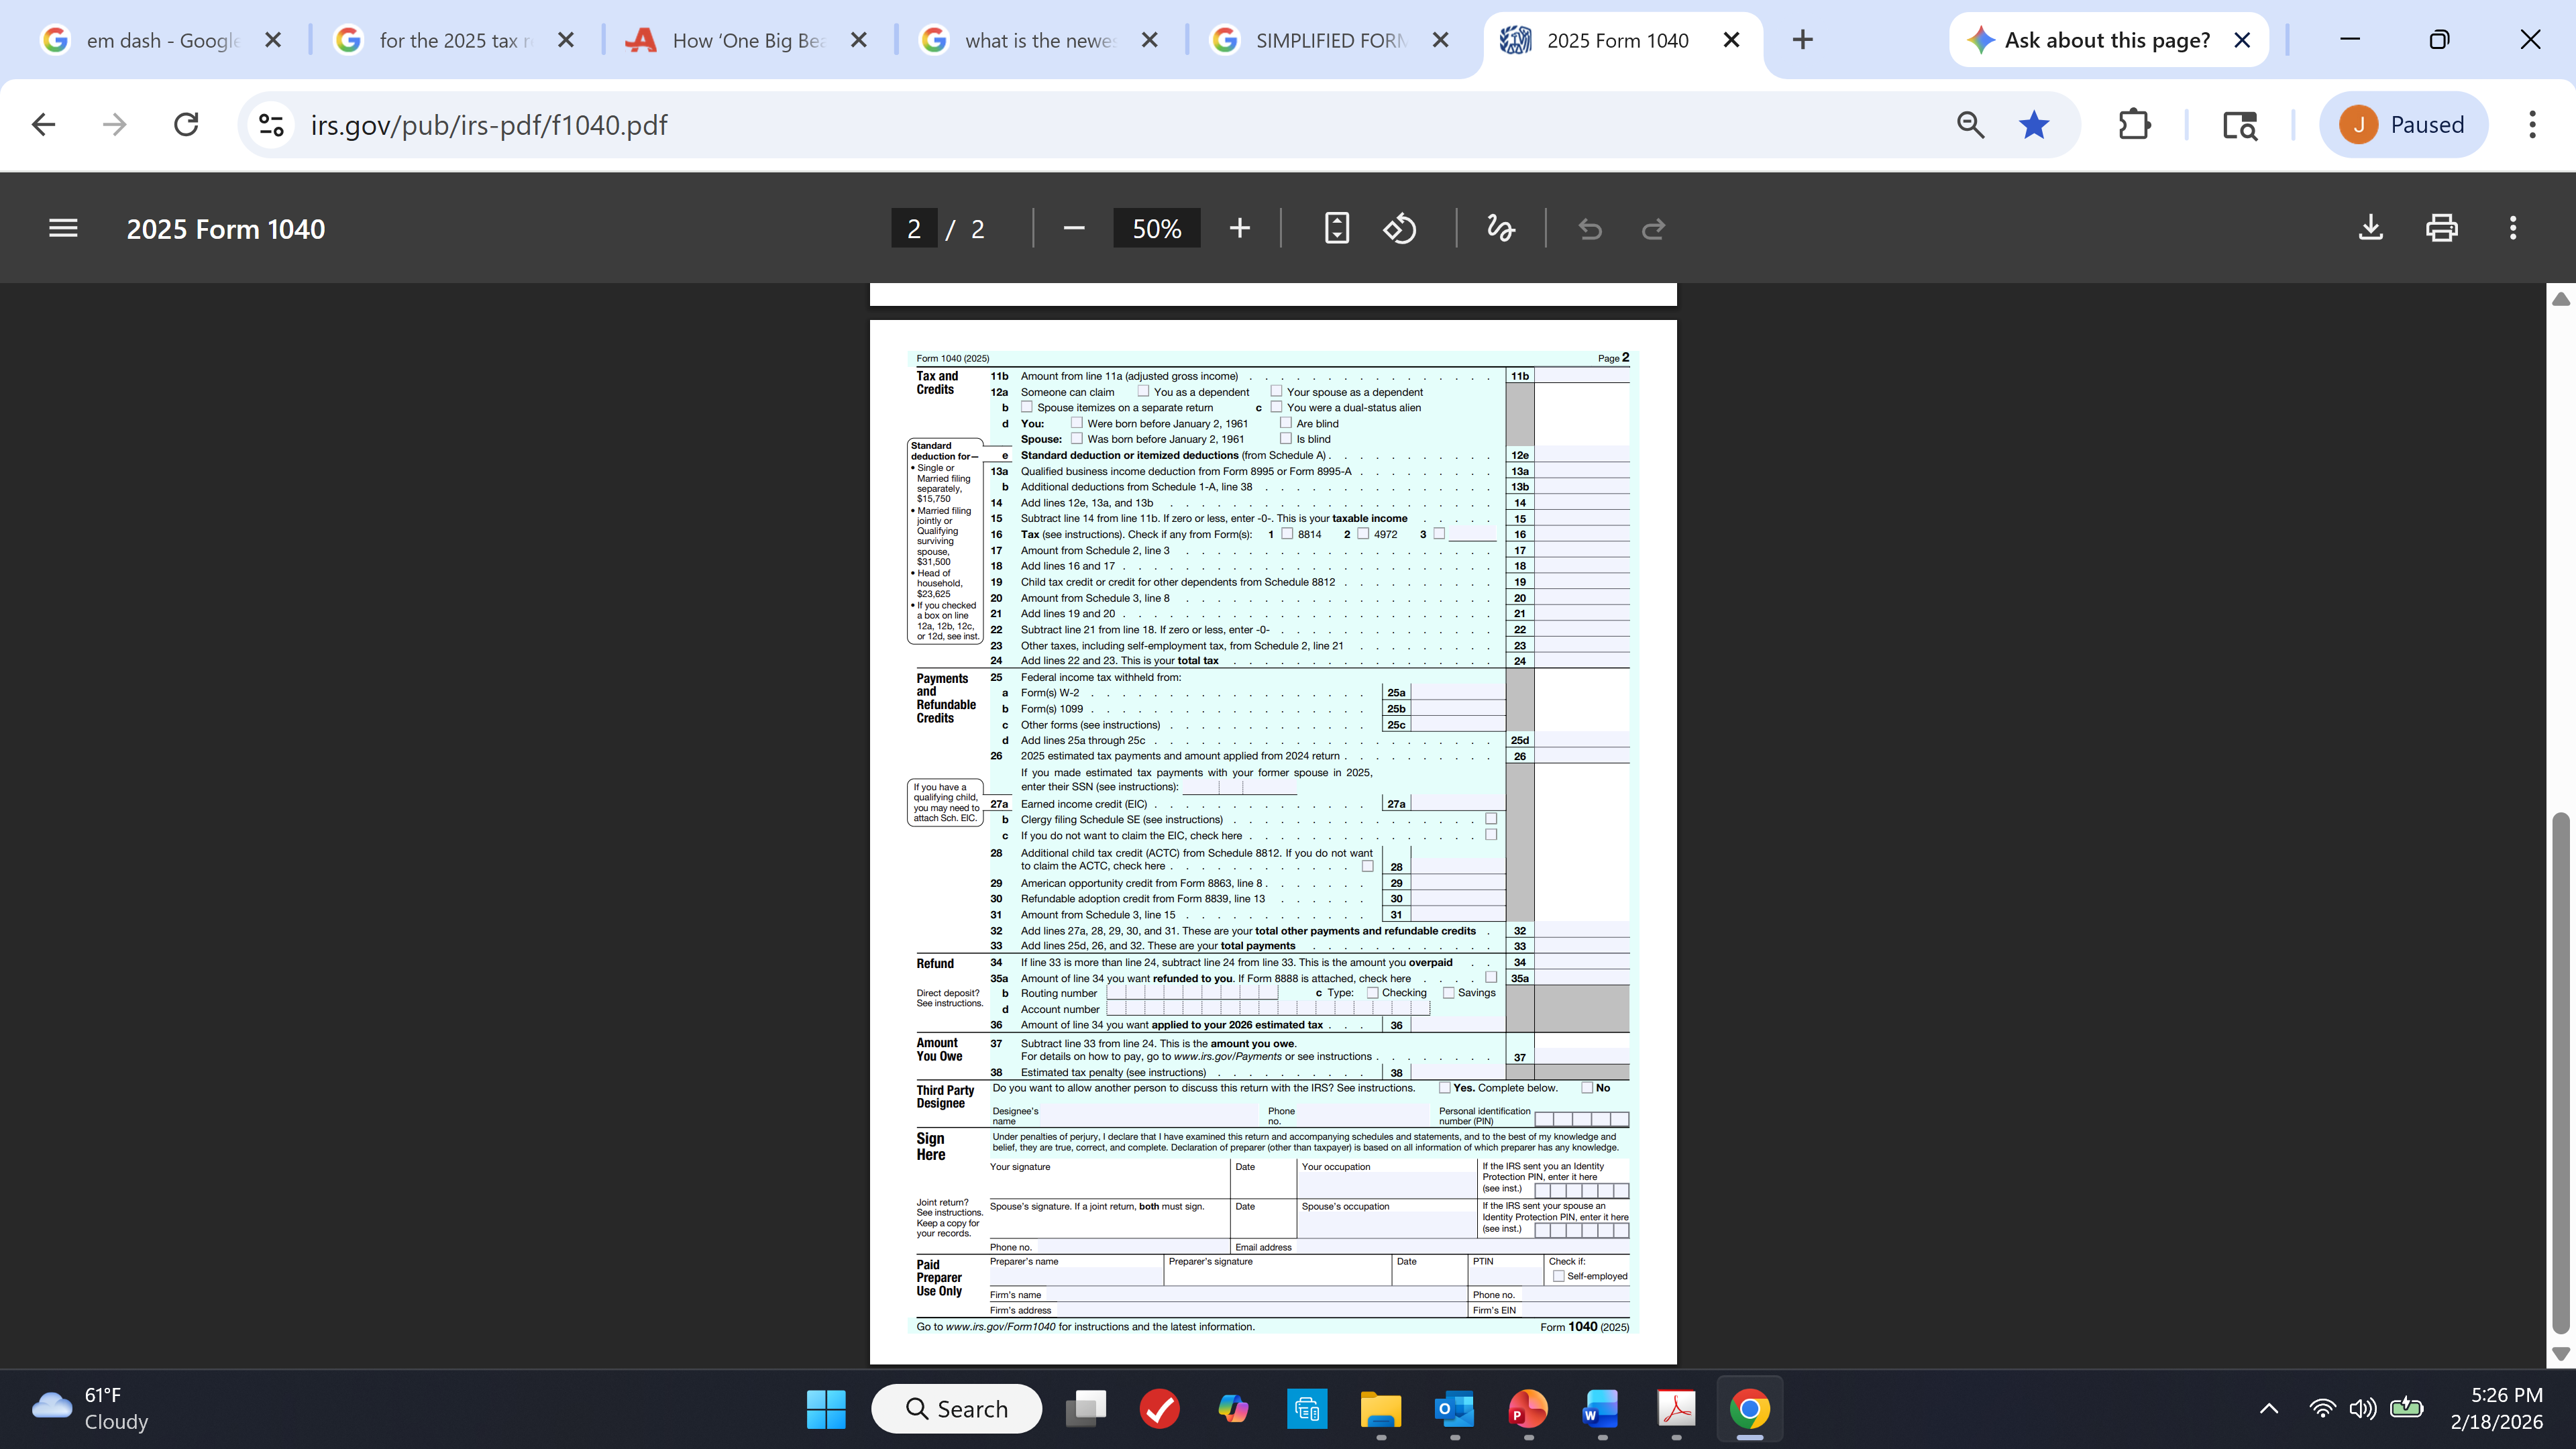 em dash - Google
for the 2025 tax r
How ‘One Big Bea
what is the newes
SIMPLIFIED FORM
2025 Form 1040
Ask about this page?
irs.gov/pub/irs-pdf/f1040.pdf
J Paused
2025 Form 1040
2 / 2
50%
Form 1040 (2025) Page 2
Tax and Credits
11b Amount from line 11a (adjusted gross income) 11b
12a Someone can claim You as a dependent Your spouse as a dependent
b Spouse itemizes on a separate return c You were a dual-status alien
d You: Were born before January 2, 1961 Are blind
Spouse: Was born before January 2, 1961 Is blind
Standard
deduction for—
• Single or
Married filing
separately,
$15,750
• Married filing
jointly or
Qualifying
surviving
spouse,
$31,500
• Head of
household,
$23,625
• If you checked
a box on line
12a, 12b, 12c,
or 12d, see inst.
e Standard deduction or itemized deductions (from Schedule A) 12e
13a Qualified business income deduction from Form 8995 or Form 8995-A 13a
b Additional deductions from Schedule 1-A, line 38 13b
14 Add lines 12e, 13a, and 13b 14
15 Subtract line 14 from line 11b. If zero or less, enter -0-. This is your taxable income 15
16 Tax (see instructions). Check if any from Form(s): 1 8814 2 4972 3 16
17 Amount from Schedule 2, line 3 17
18 Add lines 16 and 17 18
19 Child tax credit or credit for other dependents from Schedule 8812 19
20 Amount from Schedule 3, line 8 20
21 Add lines 19 and 20 21
22 Subtract line 21 from line 18. If zero or less, enter -0- 22
23 Other taxes, including self-employment tax, from Schedule 2, line 21 23
24 Add lines 22 and 23. This is your total tax 24
Payments
and
Refundable
Credits
25 Federal income tax withheld from:
a Form(s) W-2 25a
b Form(s) 1099 25b
c Other forms (see instructions) 25c
d Add lines 25a through 25c 25d
26 2025 estimated tax payments and amount applied from 2024 return 26
If you made estimated tax payments with your former spouse in 2025,
enter their SSN (see instructions):
If you have a
qualifying child,
you may need to
attach Sch. EIC.
27a Earned income credit (EIC) 27a
b Clergy filing Schedule SE (see instructions)
c If you do not want to claim the EIC, check here
28 Additional child tax credit (ACTC) from Schedule 8812. If you do not want
to claim the ACTC, check here 28
29 American opportunity credit from Form 8863, line 8 29
30 Refundable adoption credit from Form 8839, line 13 30
31 Amount from Schedule 3, line 15 31
32 Add lines 27a, 28, 29, 30, and 31. These are your total other payments and refundable credits 32
33 Add lines 25d, 26, and 32. These are your total payments 33
Refund
34 If line 33 is more than line 24, subtract line 24 from line 33. This is the amount you overpaid 34
35a Amount of line 34 you want refunded to you. If Form 8888 is attached, check here 35a
Direct deposit?
See instructions.
b Routing number c Type: Checking Savings
d Account number
36 Amount of line 34 you want applied to your 2026 estimated tax 36
Amount
You Owe
37 Subtract line 33 from line 24. This is the amount you owe.
For details on how to pay, go to www.irs.gov/Payments or see instructions 37
38 Estimated tax penalty (see instructions) 38
Third Party
Designee
Do you want to allow another person to discuss this return with the IRS? See instructions. Yes. Complete below. No
Designee’s
name
Phone
no.
Personal identification
number (PIN)
Sign
Here
Under penalties of perjury, I declare that I have examined this return and accompanying schedules and statements, and to the best of my knowledge and
belief, they are true, correct, and complete. Declaration of preparer (other than taxpayer) is based on all information of which preparer has any knowledge.
Your signature Date Your occupation
If the IRS sent you an Identity
Protection PIN, enter it here
(see inst.)
Joint return?
See instructions.
Keep a copy for
your records.
Spouse’s signature. If a joint return, both must sign. Date Spouse’s occupation
If the IRS sent your spouse an
Identity Protection PIN, enter it here
(see inst.)
Phone no. Email address
Paid
Preparer
Use Only
Preparer’s name Preparer’s signature Date PTIN Check if:
Self-employed
Firm’s name Phone no.
Firm’s address Firm’s EIN
Go to www.irs.gov/Form1040 for instructions and the latest information. Form 1040 (2025)
61°F
Cloudy
Search
5:26 PM
2/18/2026